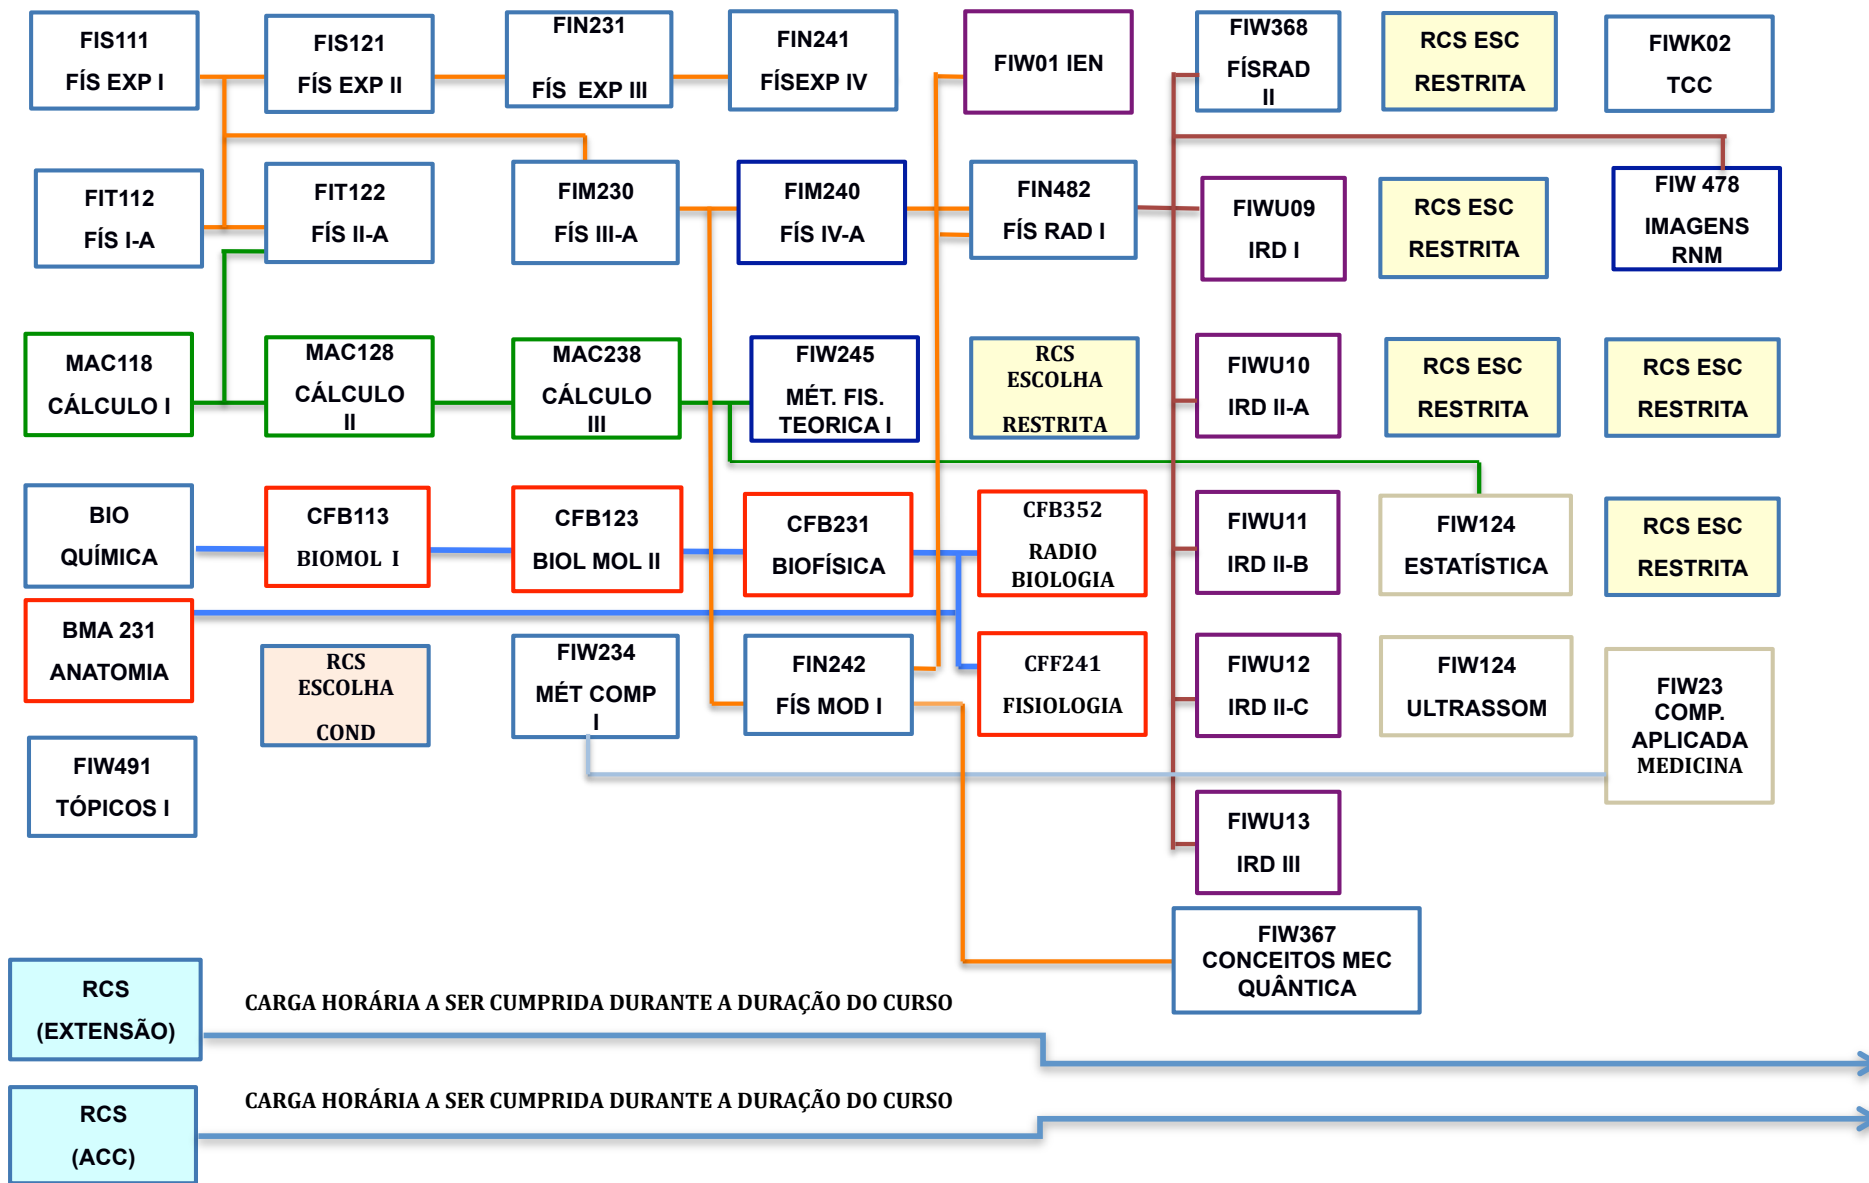 FIS111
FÍS EXP I
FIS121
FÍS EXP II
FIN231
FÍS EXP III
FIN241
FÍSEXP IV
FIW01 IEN
FIW368
FÍSRAD
II
RCS ESC
RESTRITA
FIWK02
TCC
FIT112
FÍS I-A
FIT122
FÍS II-A
FIM230
FÍS III-A
FIM240
FÍS IV-A
FIN482
FÍS RAD I
FIWU09
IRD I
RCS ESC
RESTRITA
FIW 478
IMAGENS
RNM
MAC118
CÁLCULO I
MAC128
CÁLCULO
II
MAC238
CÁLCULO
III
FIW245
MÉT. FIS.
TEORICA I
RCS
ESCOLHA
RESTRITA
FIWU10
IRD II-A
RCS ESC
RESTRITA
RCS ESC
RESTRITA
BIO
QUÍMICA
CFB113
BIOMOL I
CFB123
BIOL MOL II
CFB231
BIOFÍSICA
CFB352
RADIO
BIOLOGIA
FIWU11
IRD II-B
FIW124
ESTATÍSTICA
RCS ESC
RESTRITA
BMA 231
ANATOMIA
RCS
ESCOLHA
COND
FIW234
MÉT COMP
I
FIN242
FÍS MOD I
CFF241
FISIOLOGIA
FIWU12
IRD II-C
FIW124
ULTRASSOM
FIW23
COMP.
APLICADA
MEDICINA
FIW491
TÓPICOS I
FIWU13
IRD III
FIW367
CONCEITOS MEC
QUÂNTICA
RCS
(EXTENSÃO)
CARGA HORÁRIA A SER CUMPRIDA DURANTE A DURAÇÃO DO CURSO
RCS
(ACC)
CARGA HORÁRIA A SER CUMPRIDA DURANTE A DURAÇÃO DO CURSO